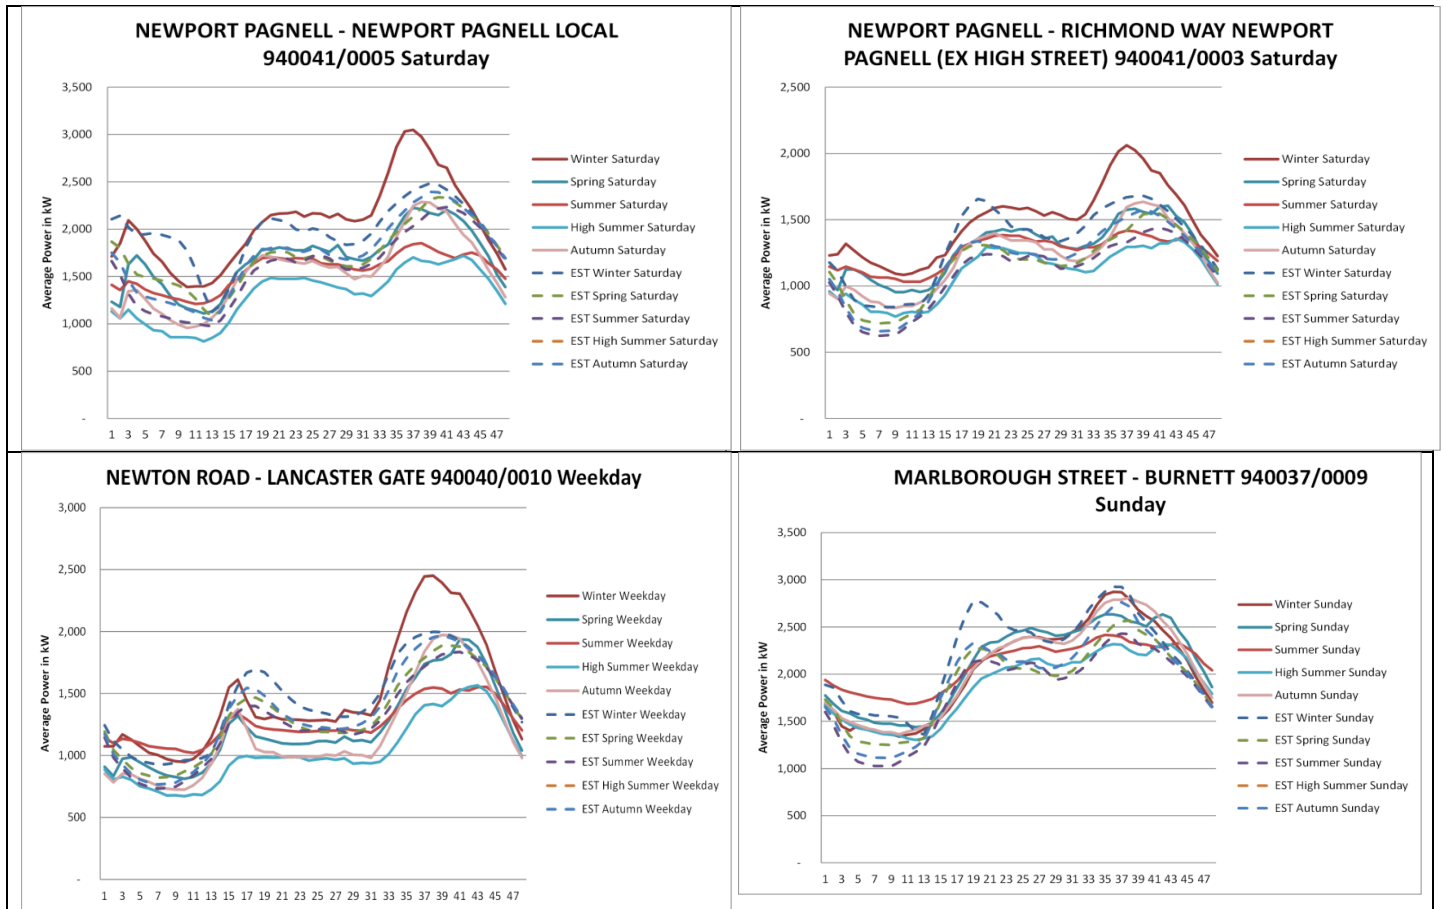 NEWPORT PAGNELL - NEWPORT PAGNELL LOCAL
940041/0005 Saturday
3,500
3,000
2,500
2,000
1,500
1,000
500
-
Average Power in kW
1 3 5 7 9 11 13 15 17 19 21 23 25 27 29 31 33 35 37 39 41 43 45 47
Winter Saturday
Spring Saturday
Summer Saturday
High Summer Saturday
Autumn Saturday
EST Winter Saturday
EST Spring Saturday
EST Summer Saturday
EST High Summer Saturday
EST Autumn Saturday
NEWPORT PAGNELL - RICHMOND WAY NEWPORT
PAGNELL (EX HIGH STREET) 940041/0003 Saturday
2,500
2,000
1,500
1,000
500
-
Average Power in kW
1 3 5 7 9 11 13 15 17 19 21 23 25 27 29 31 33 35 37 39 41 43 45 47
Winter Saturday
Spring Saturday
Summer Saturday
High Summer Saturday
Autumn Saturday
EST Winter Saturday
EST Spring Saturday
EST Summer Saturday
EST High Summer Saturday
EST Autumn Saturday
NEWTON ROAD - LANCASTER GATE 940040/0010 Weekday
3,000
2,500
2,000
1,500
1,000
500
-
Average Power in kW
1 3 5 7 9 11 13 15 17 19 21 23 25 27 29 31 33 35 37 39 41 43 45 47
Winter Weekday
Spring Weekday
Summer Weekday
High Summer Weekday
Autumn Weekday
EST Winter Weekday
EST Spring Weekday
EST Summer Weekday
EST High Summer Weekday
EST Autumn Weekday
MARLBOROUGH STREET - BURNETT 940037/0009
Sunday
3,500
3,000
2,500
2,000
1,500
1,000
500
-
Average Power in kW
1 3 5 7 9 11 13 15 17 19 21 23 25 27 29 31 33 35 37 39 41 43 45 47
Winter Sunday
Spring Sunday
Summer Sunday
High Summer Sunday
Autumn Sunday
EST Winter Sunday
EST Spring Sunday
EST Summer Sunday
EST High Summer Sunday
EST Autumn Sunday